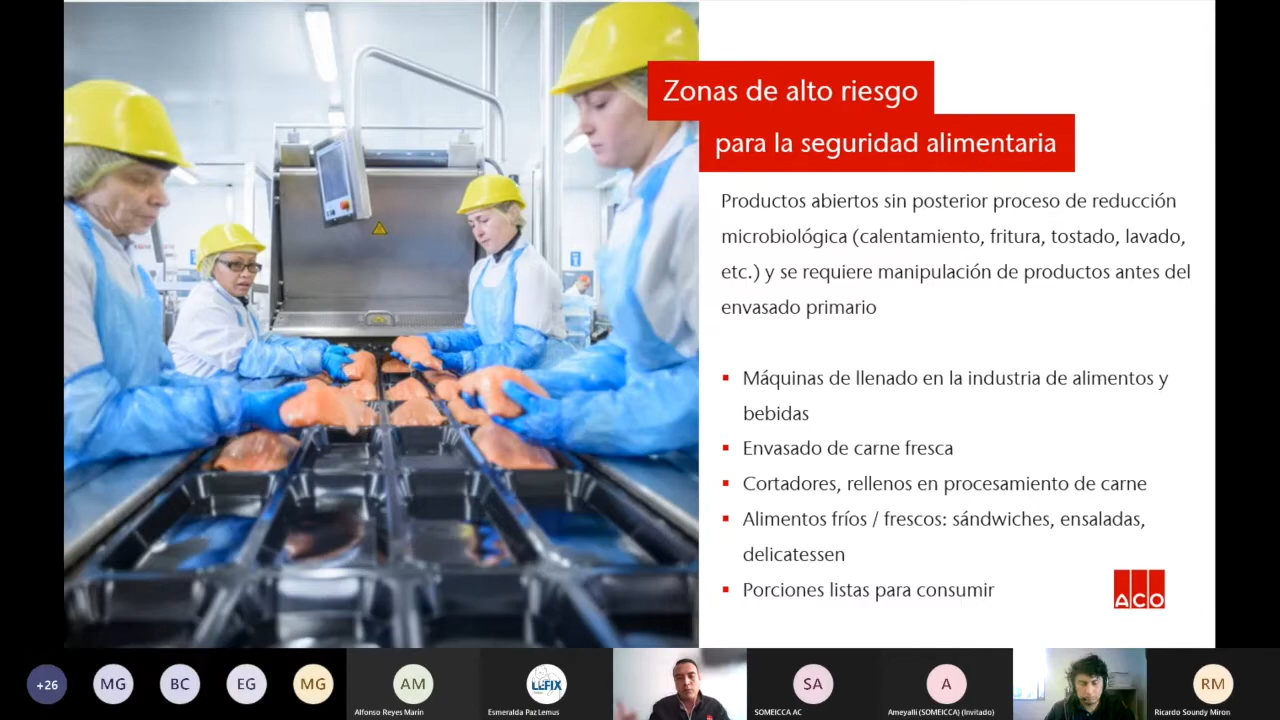 Zonas de alto riesgo
para la seguridad alimentaria
Productos abiertos sin posterior proceso de reducción
microbiológica (calentamiento, fritura, tostado, lavado,
etc.) y se requiere manipulación de productos antes del
envasado primario
Máquinas de llenado en la industria de alimentos y
bebidas
Envasado de carne fresca
Cortadores, rellenos en procesamiento de carne
Alimentos fríos / frescos: sándwiches, ensaladas,
delicatessen
Porciones listas para consumir
ACO
+26
MG
BC
EG
MG
AM
Alfonso Reyes Marin
LEFIX
Esmeralda Paz Lemus
SA
SOMEICCA AC
A
Ameyalli (SOMEICCA) (Invitado)
RM
Ricardo Soundy Miron